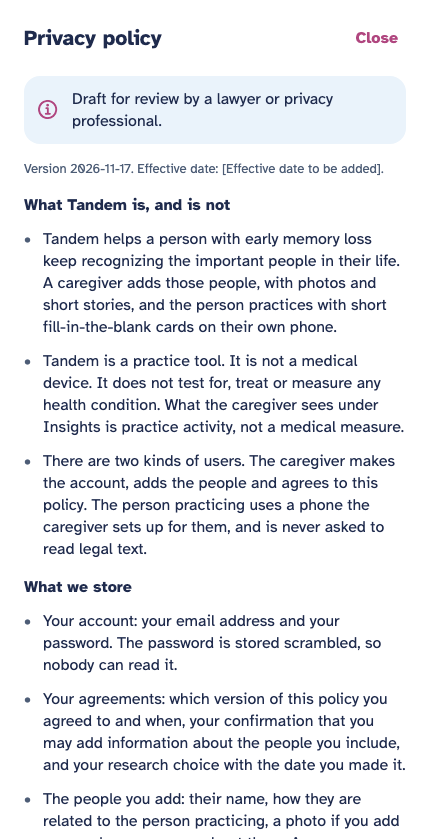 Privacy policy
Close
Draft for review by a lawyer or privacy
professional.
Version 2026-11-17. Effective date: [Effective date to be added].
What Tandem is, and is not
• Tandem helps a person with early memory loss
keep recognizing the important people in their life.
A caregiver adds those people, with photos and
short stories, and the person practices with short
fill-in-the-blank cards on their own phone.
• Tandem is a practice tool. It is not a medical
device. It does not test for, treat or measure any
health condition. What the caregiver sees under
Insights is practice activity, not a medical measure.
• There are two kinds of users. The caregiver makes
the account, adds the people and agrees to this
policy. The person practicing uses a phone the
caregiver sets up for them, and is never asked to
read legal text.
What we store
• Your account: your email address and your
password. The password is stored scrambled, so
nobody can read it.
• Your agreements: which version of this policy you
agreed to and when, your confirmation that you
may add information about the people you include,
and your research choice with the date you made it.
• The people you add: their name, how they are
related to the person practicing, a photo if you add